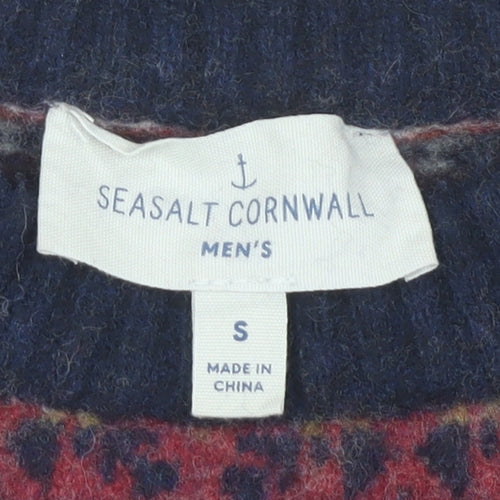 SEASALT CORNWALL
MEN'S
S
MADE IN
CHINA